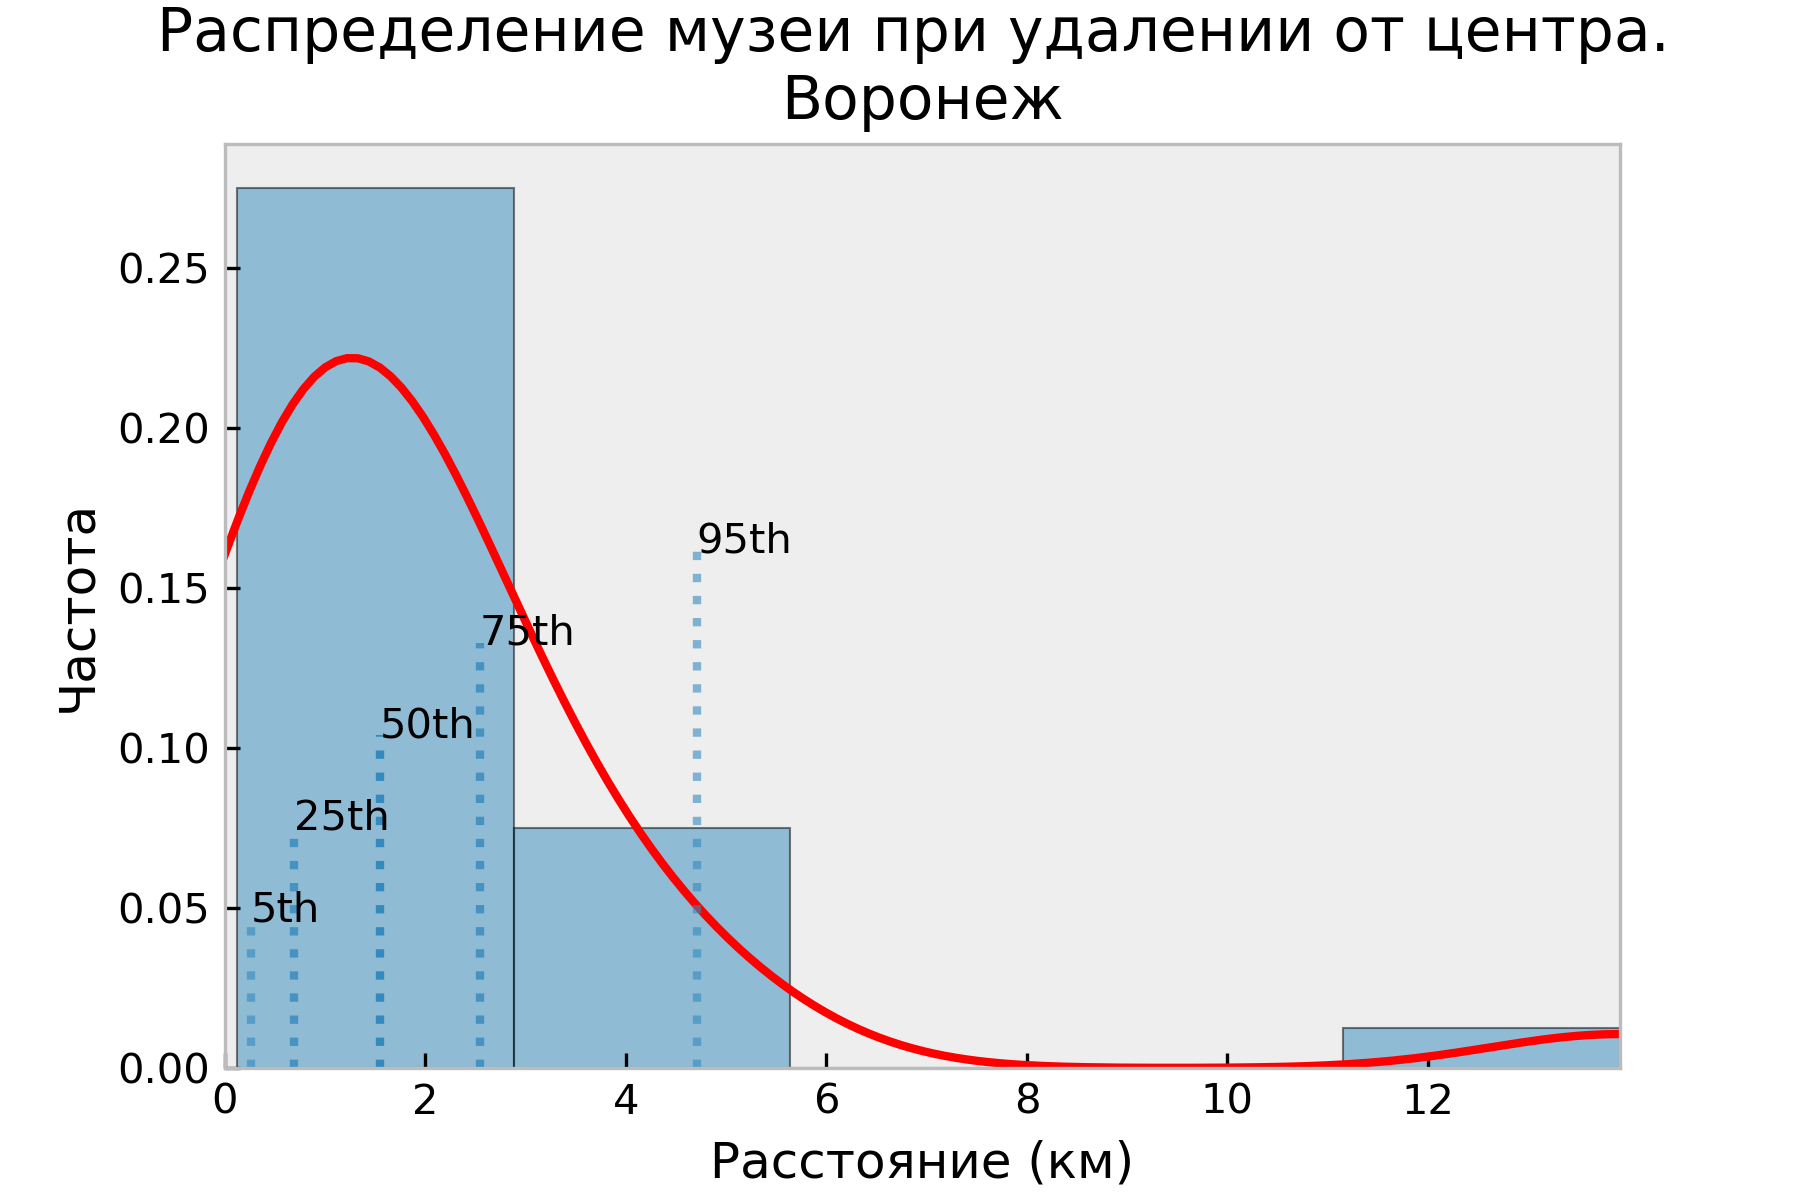 Распределение музеи при удалении от центра.
Воронеж
Частота
0.25
0.20
0.15
0.10
0.05
0.00
95th
75th
50th
25th
5th
0 2 4 6 8 10 12
Расстояние (км)